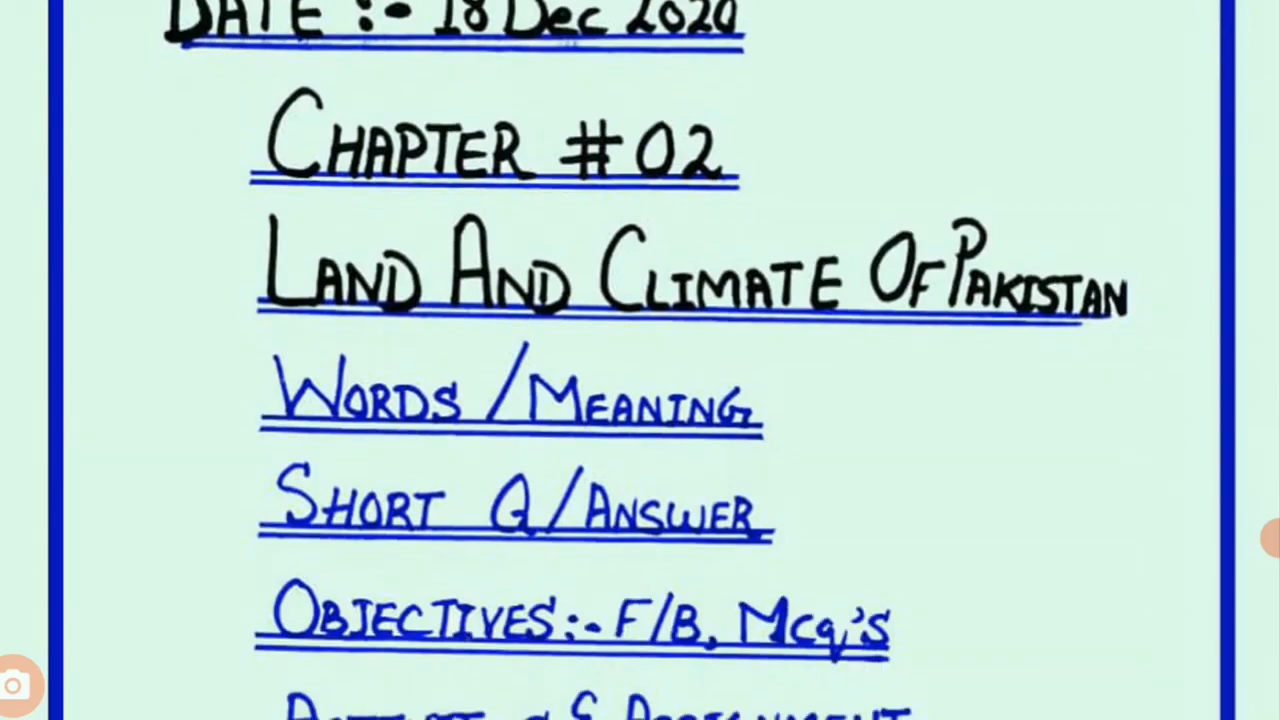 DATE :- 18 Dec 2020
CHAPTER #02
LAND AND CLIMATE OF PAKISTAN
WORDS / MEANING
SHORT Q/ANSWER
OBJECTIVES:- F/B, Mcq's